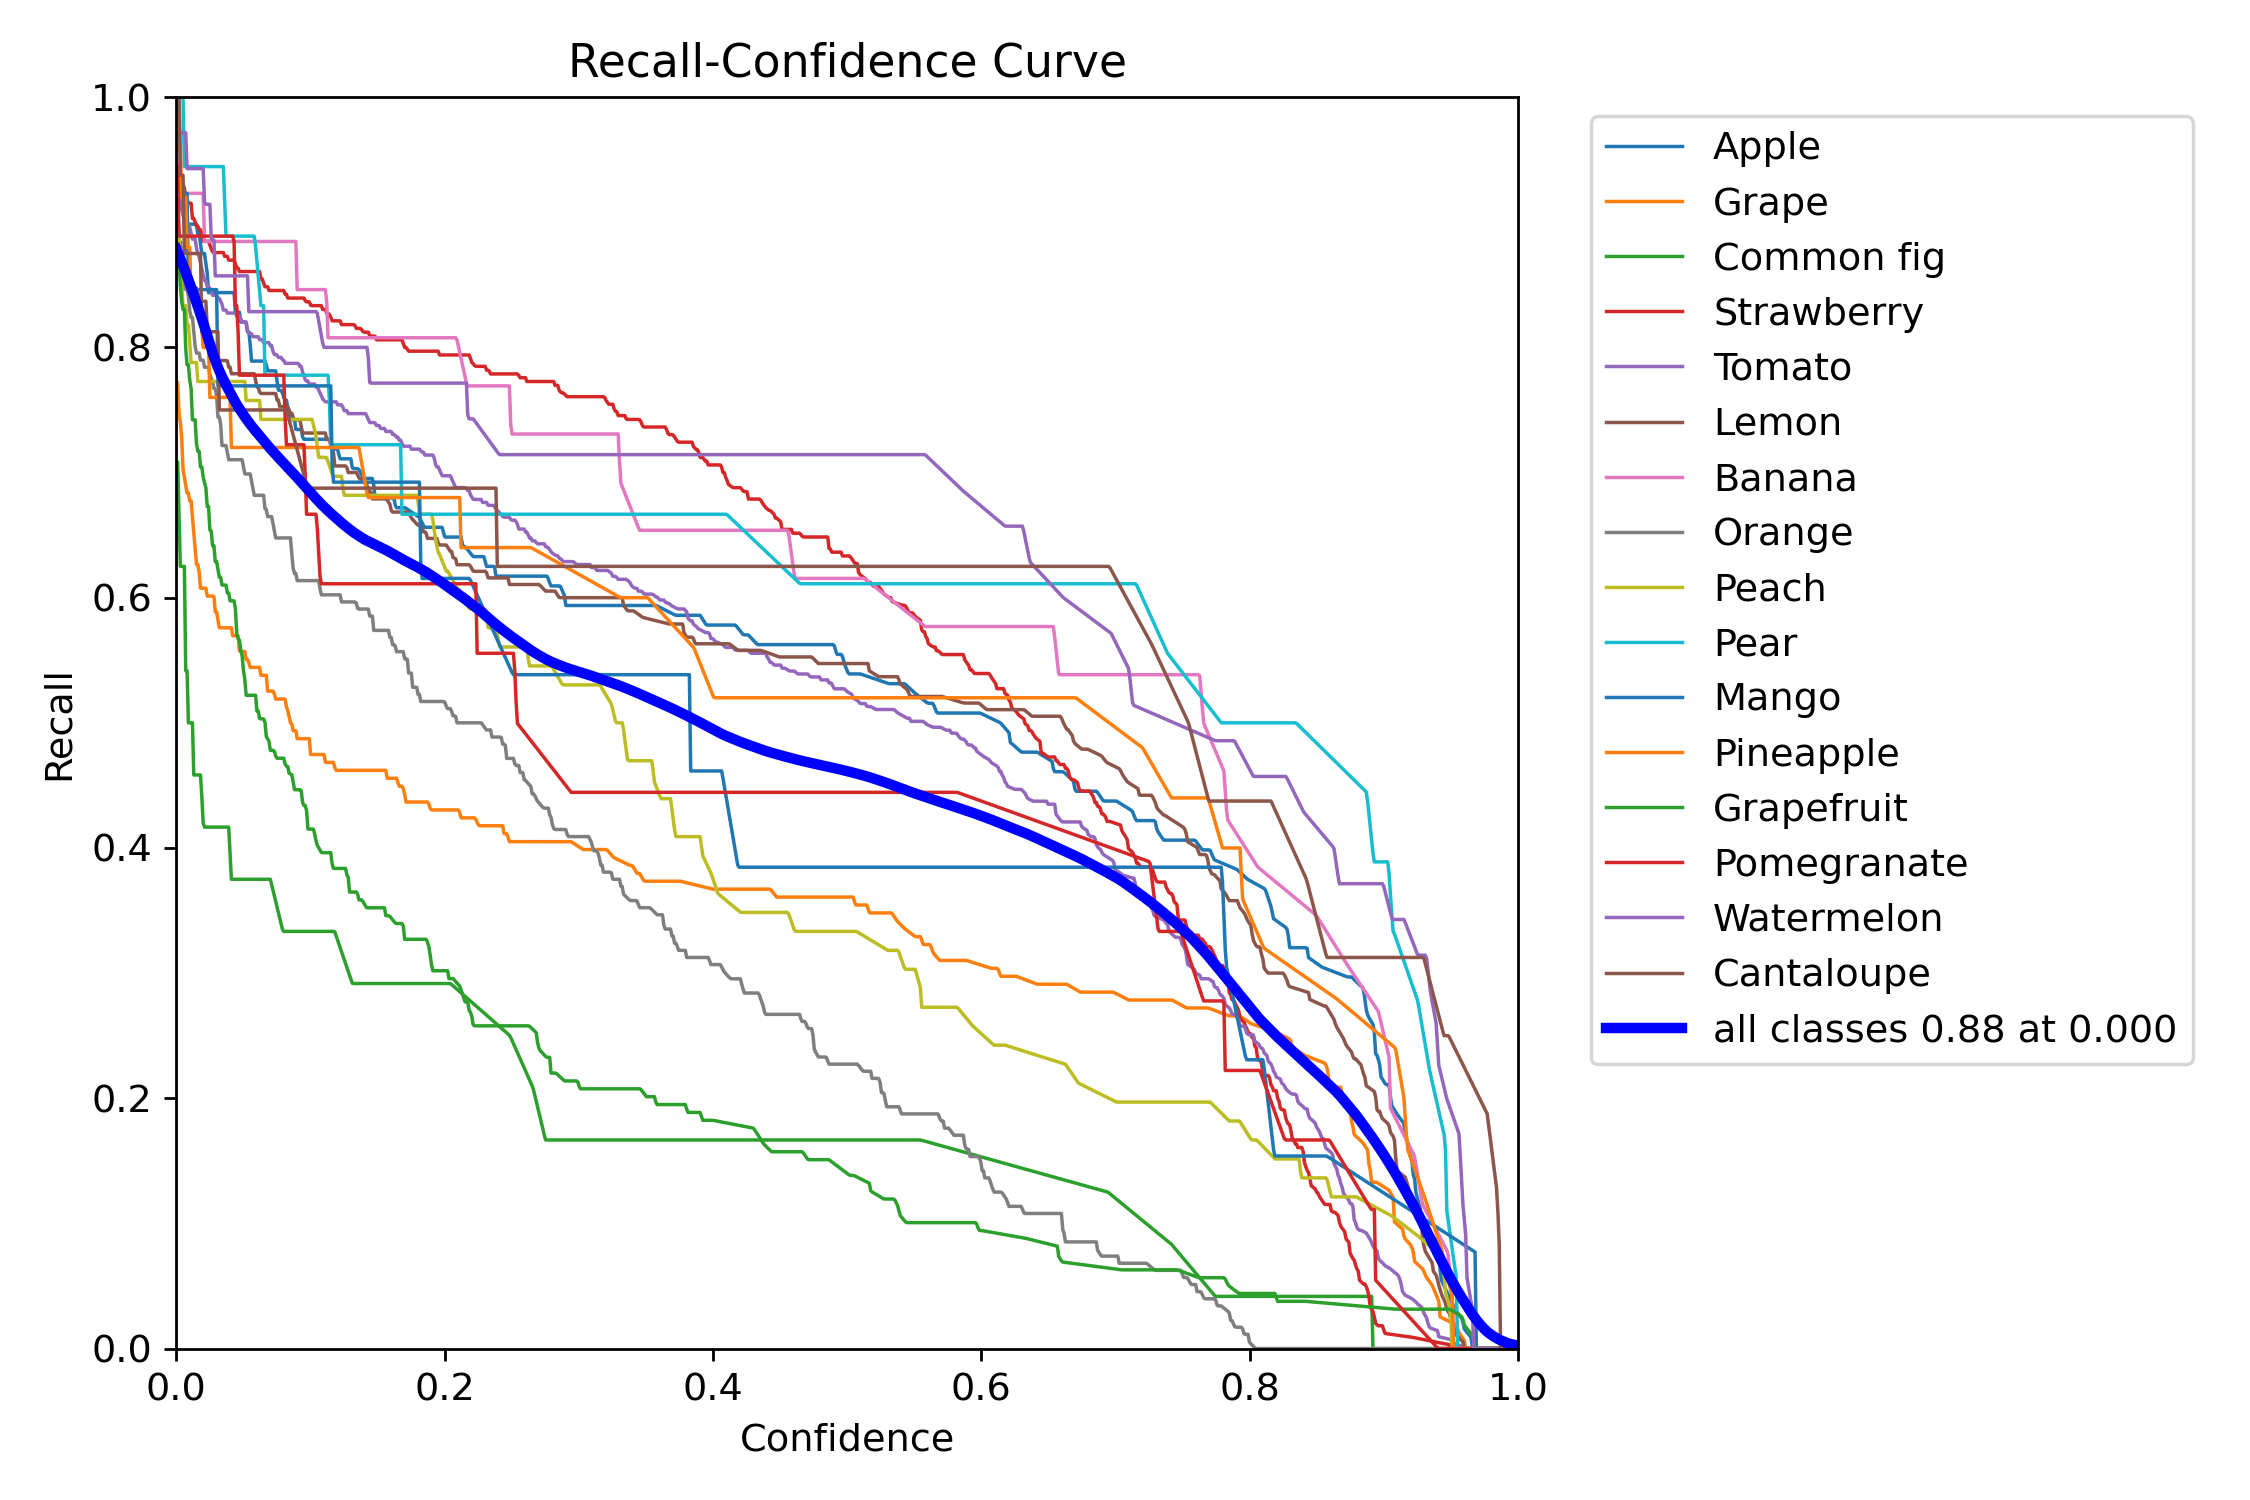 Recall-Confidence Curve
1.0
0.8
0.6
0.4
0.2
0.0
Recall
0.0 0.2 0.4 0.6 0.8 1.0
Confidence
Apple
Grape
Common fig
Strawberry
Tomato
Lemon
Banana
Orange
Peach
Pear
Mango
Pineapple
Grapefruit
Pomegranate
Watermelon
Cantaloupe
all classes 0.88 at 0.000